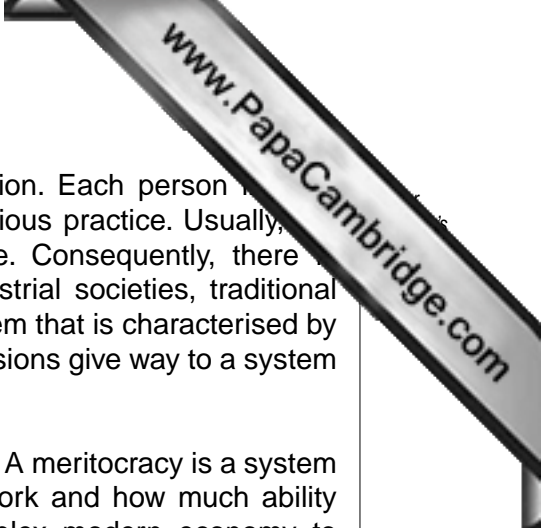 www.PapaCambridge.com
ion. Each person
ious practice. Usually,
e. Consequently, there
strial societies, traditional
em that is characterised by
sions give way to a system
A meritocracy is a system
ork and how much ability
modern economy to